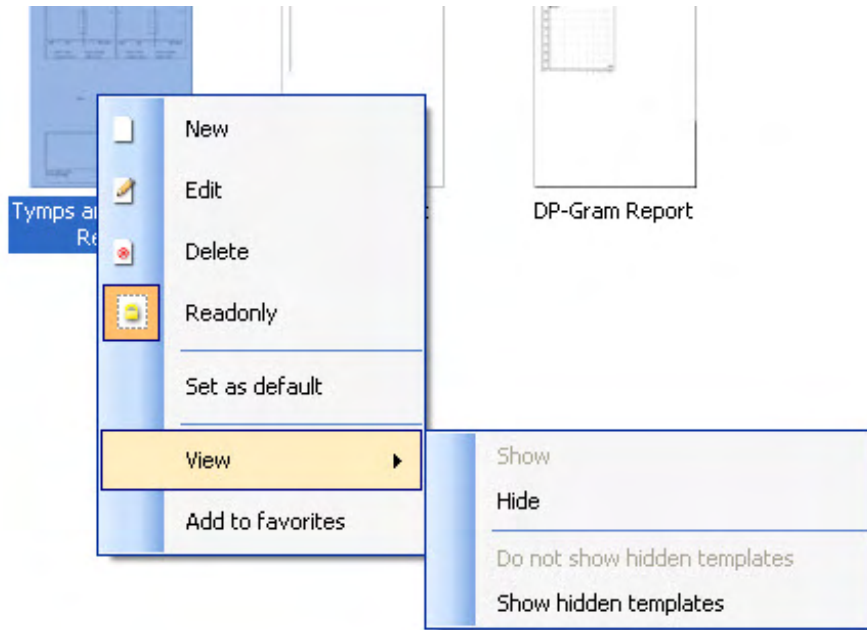 New
Edit
Tymps a
DP-Gram Report
Re
Delete
Readonly
Set as default
View
Show
Hide
Add to favorites
Do not show hidden templates
Show hidden templates